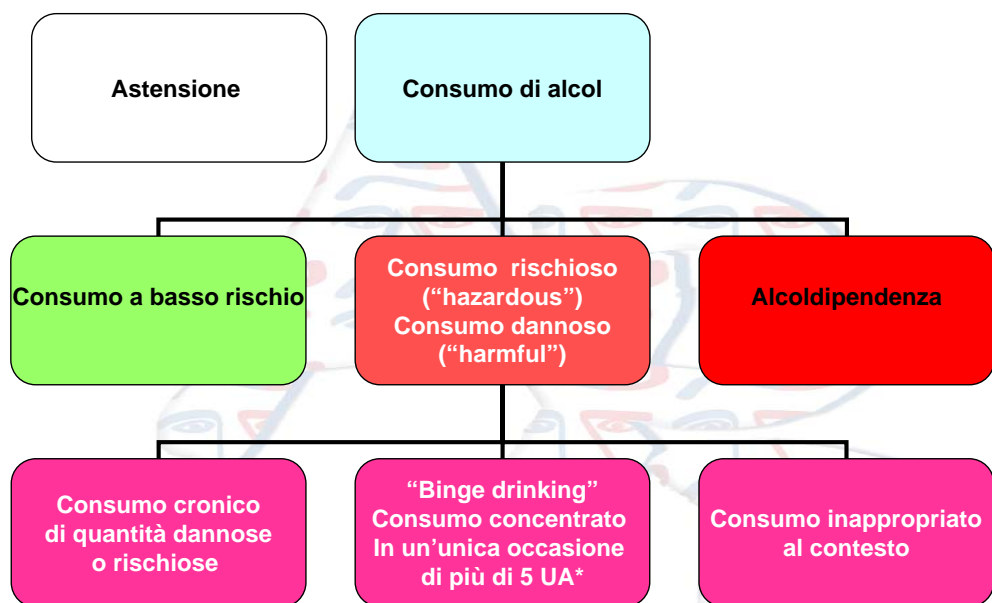 Astensione
Consumo di alcol
Consumo a basso rischio
Consumo rischioso
(“hazardous”)
Consumo dannoso
(“harmful”)
Alcoldipendenza
Consumo cronico
di quantità dannose
o rischiose
“Binge drinking”
Consumo concentrato
In un’unica occasione
di più di 5 UA*
Consumo inappropriato
al contesto